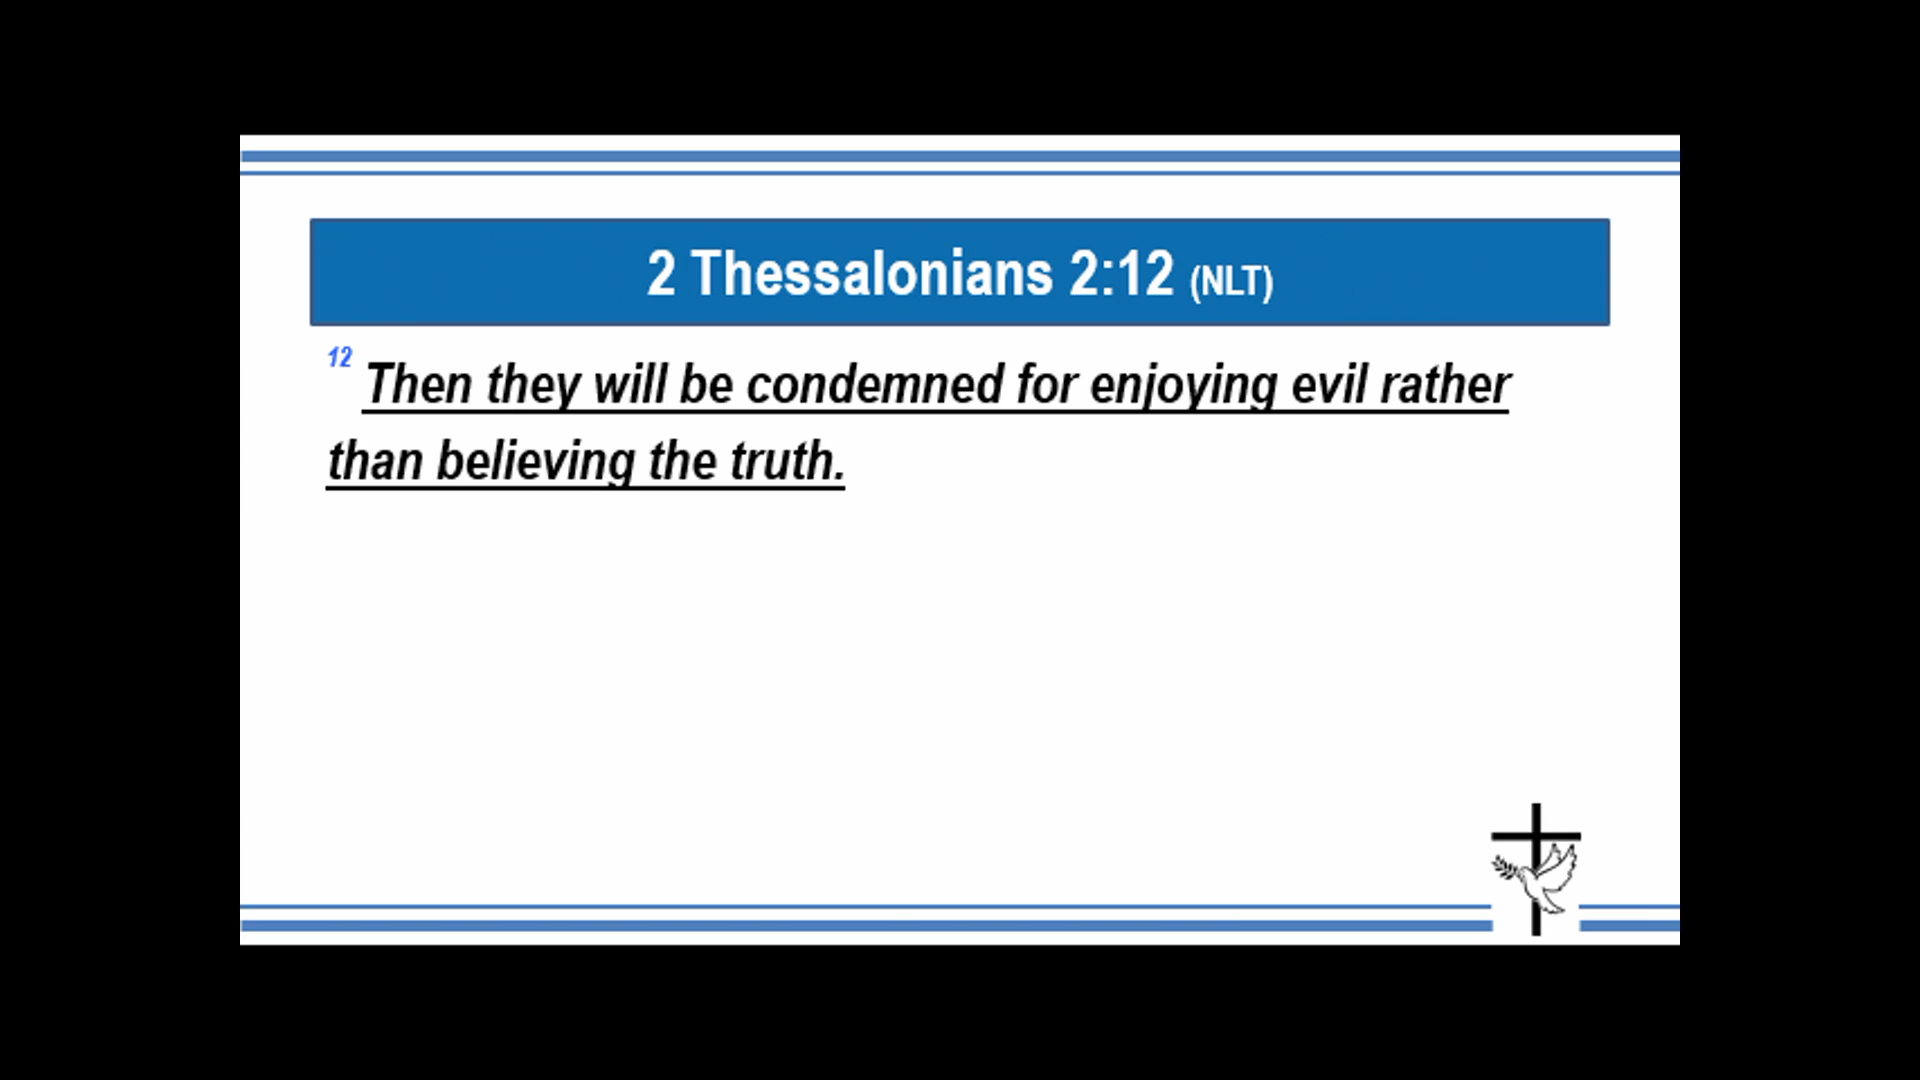 2 Thessalonians 2:12 (NLT)
12 Then they will be condemned for enjoying evil rather
than believing the truth.